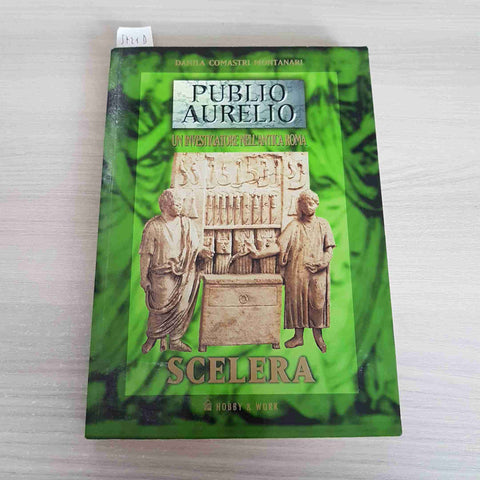 DANILA COMASTRI MONTANARI
PUBLIO
AURELIO
UN INVESTIGATORE NELL'ANTICA ROMA
SCELERA
HOBBY & WORK